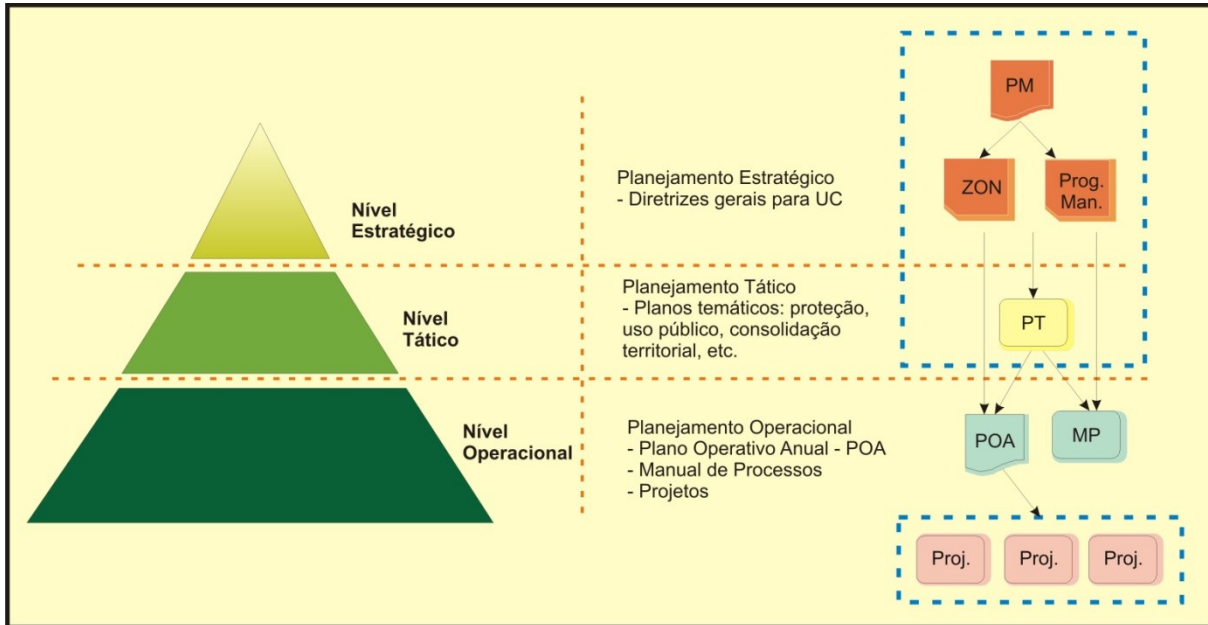 Nível
Estratégico
Planejamento Estratégico
- Diretrizes gerais para UC
PM
ZON
Prog.
Man.
Nível
Tático
Planejamento Tático
- Planos temáticos: proteção,
uso público, consolidação
territorial, etc.
PT
Nível
Operacional
Planejamento Operacional
- Plano Operativo Anual - POA
- Manual de Processos
- Projetos
POA
MP
Proj.
Proj.
Proj.